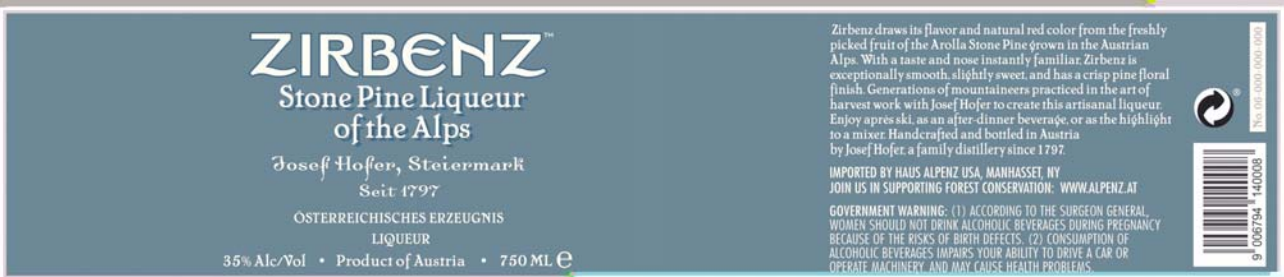 ZIRBENZ™
Stone Pine Liqueur
of the Alps
Josef Hofer, Steiermark
Seit 1797
ÖSTERREICHISCHES ERZEUGNIS
LIQUEUR
35% Alc/Vol • Product of Austria • 750 ML ℮
Zirbenz draws its flavor and natural red color from the freshly
picked fruit of the Arolla Stone Pine grown in the Austrian
Alps. With a taste and nose instantly familiar, Zirbenz is
exceptionally smooth, slightly sweet, and has a crisp pine floral
finish. Generations of mountaineers practiced in the art of
harvest work with Josef Hofer to create this artisanal liqueur.
Enjoy après ski, as an after-dinner beverage, or as the highlight
to a mixer. Handcrafted and bottled in Austria
by Josef Hofer, a family distillery since 1797.
IMPORTED BY HAUS ALPENZ USA, MANHASSET, NY
JOIN US IN SUPPORTING FOREST CONSERVATION: WWW.ALPENZ.AT
GOVERNMENT WARNING: (1) ACCORDING TO THE SURGEON GENERAL,
WOMEN SHOULD NOT DRINK ALCOHOLIC BEVERAGES DURING PREGNANCY
BECAUSE OF THE RISKS OF BIRTH DEFECTS. (2) CONSUMPTION OF
ALCOHOLIC BEVERAGES IMPAIRS YOUR ABILITY TO DRIVE A CAR OR
OPERATE MACHINERY, AND MAY CAUSE HEALTH PROBLEMS.
®
No. 06-000-000-000
9 006794 140008